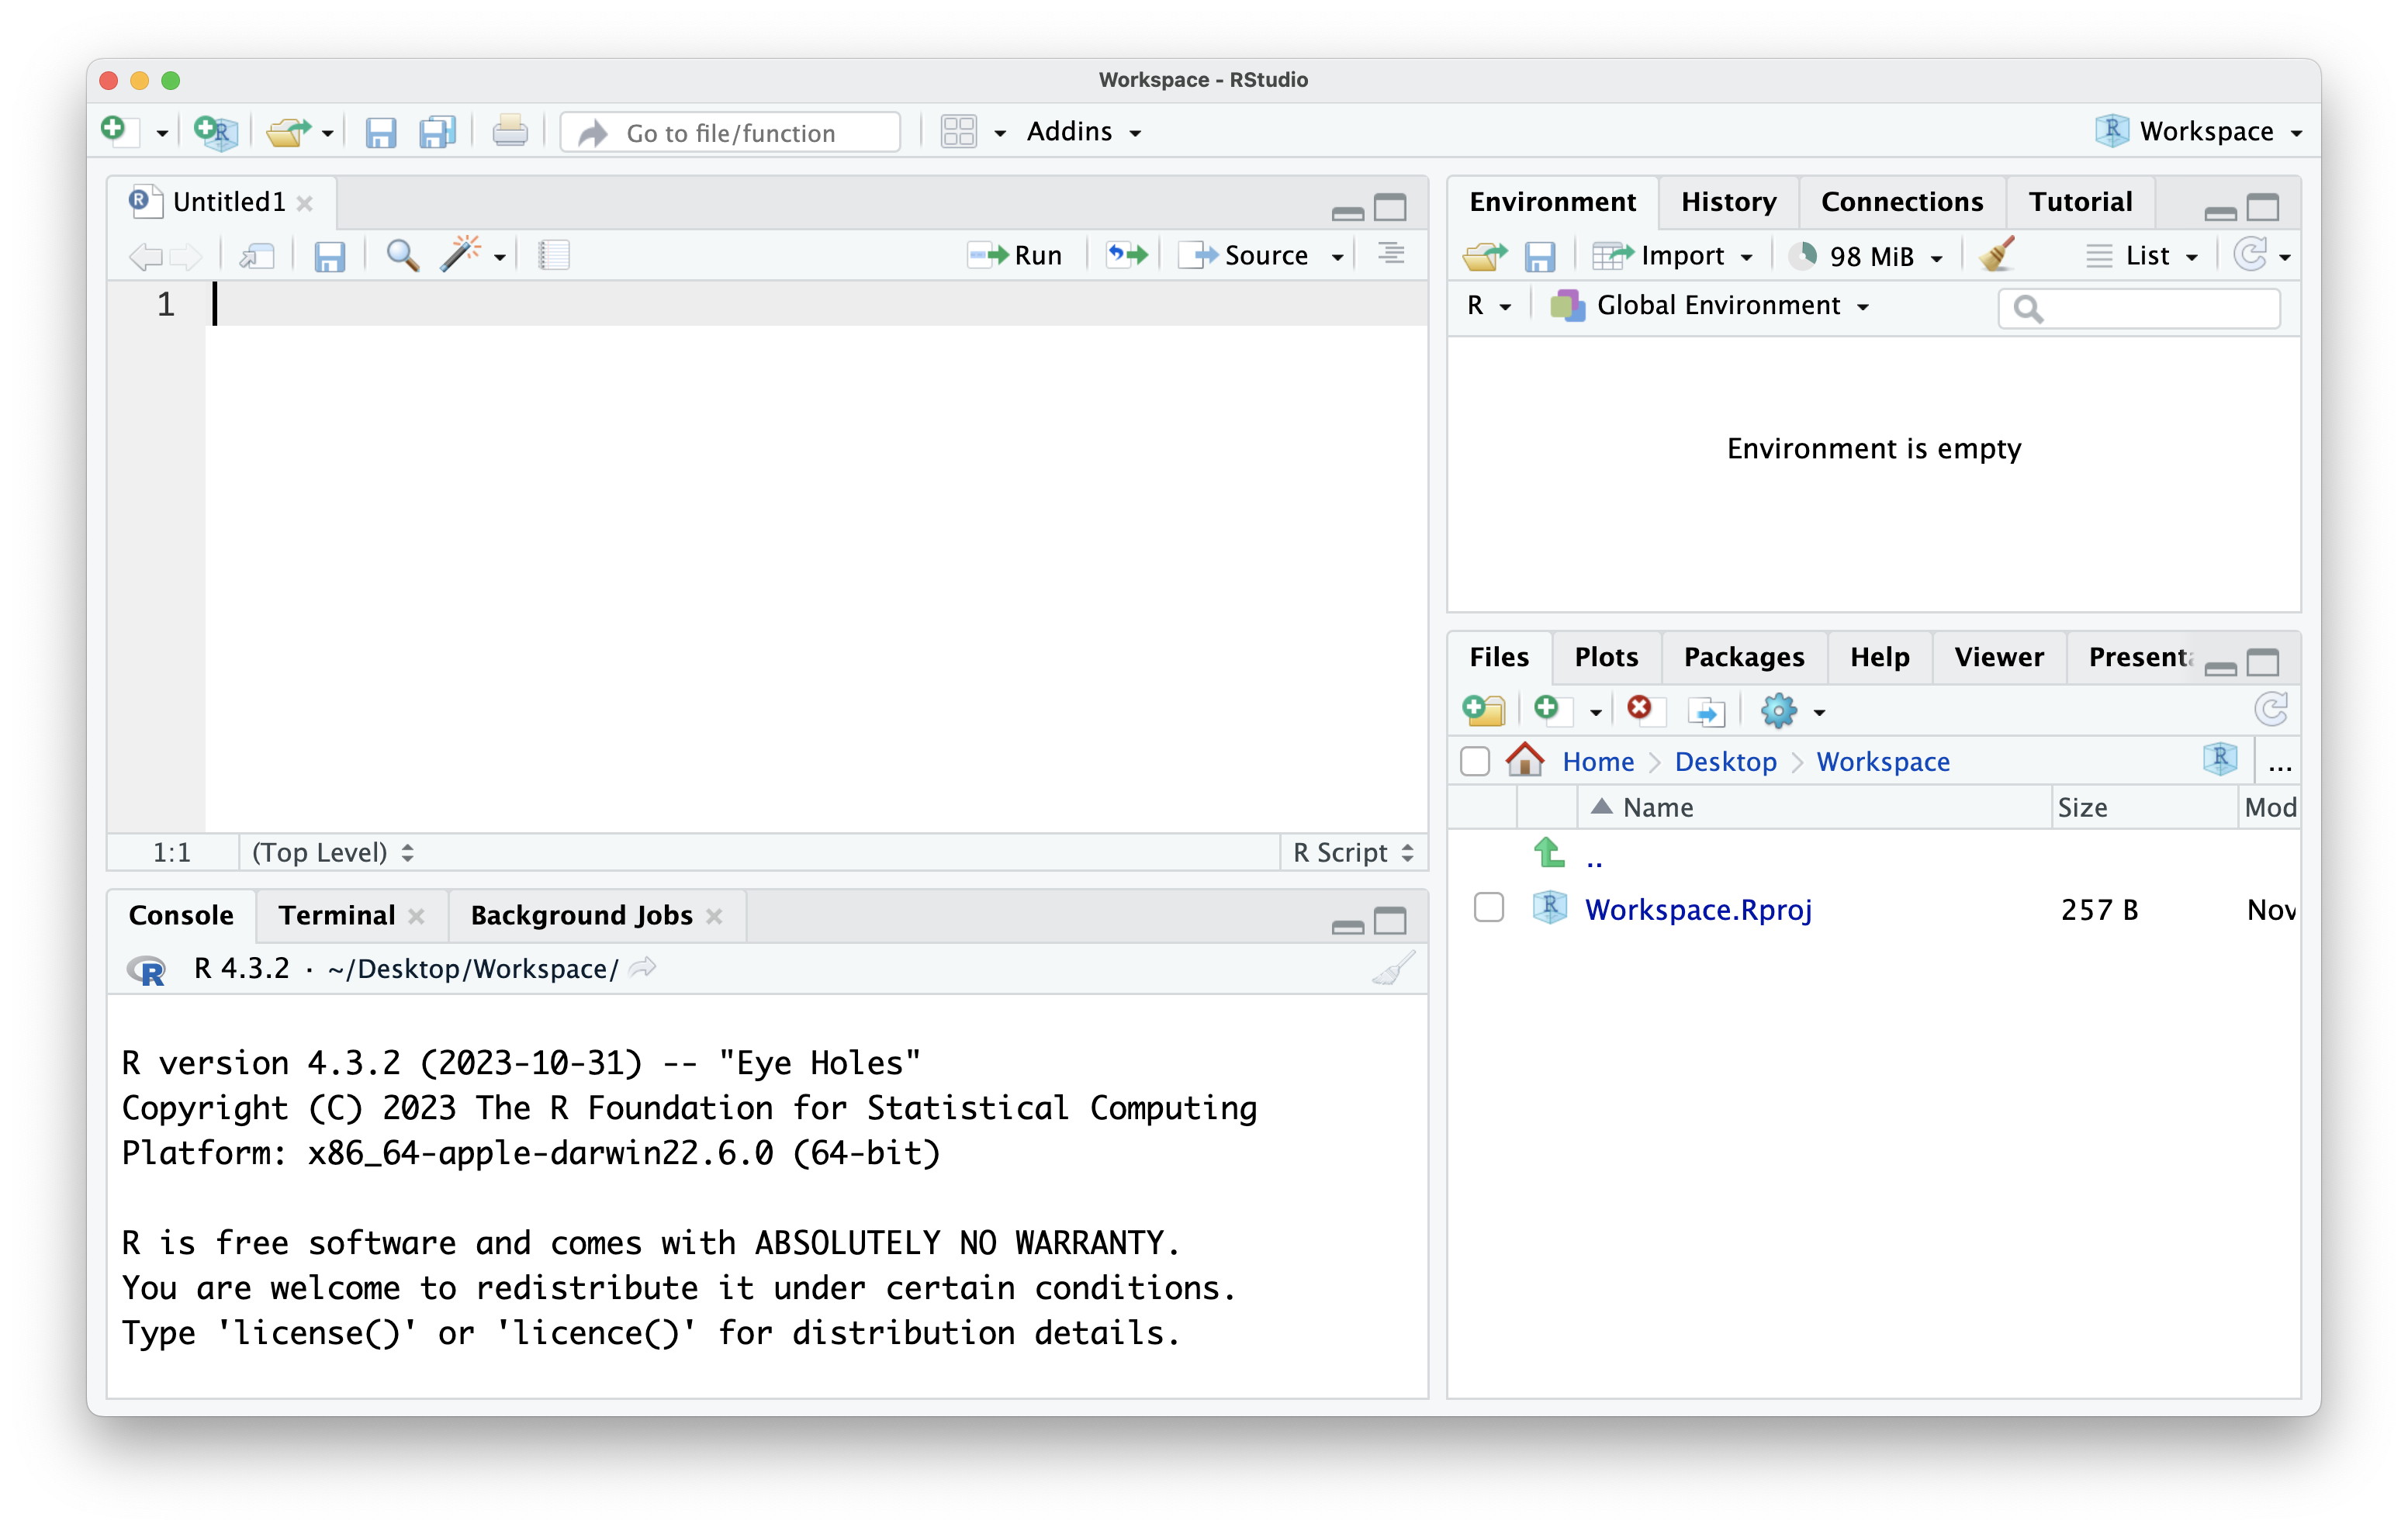 Workspace - RStudio
Go to file/function
Addins
Workspace
Untitled1
Run
Source
1
1:1
(Top Level)
R Script
Console
Terminal
Background Jobs
R 4.3.2 · ~/Desktop/Workspace/
R version 4.3.2 (2023-10-31) -- "Eye Holes"
Copyright (C) 2023 The R Foundation for Statistical Computing
Platform: x86_64-apple-darwin22.6.0 (64-bit)
R is free software and comes with ABSOLUTELY NO WARRANTY.
You are welcome to redistribute it under certain conditions.
Type 'license()' or 'licence()' for distribution details.
Environment
History
Connections
Tutorial
Import
98 MiB
List
R
Global Environment
Environment is empty
Files
Plots
Packages
Help
Viewer
Present
Home
Desktop
Workspace
...
Name
Size
Mod
..
Workspace.Rproj
257 B
Nov